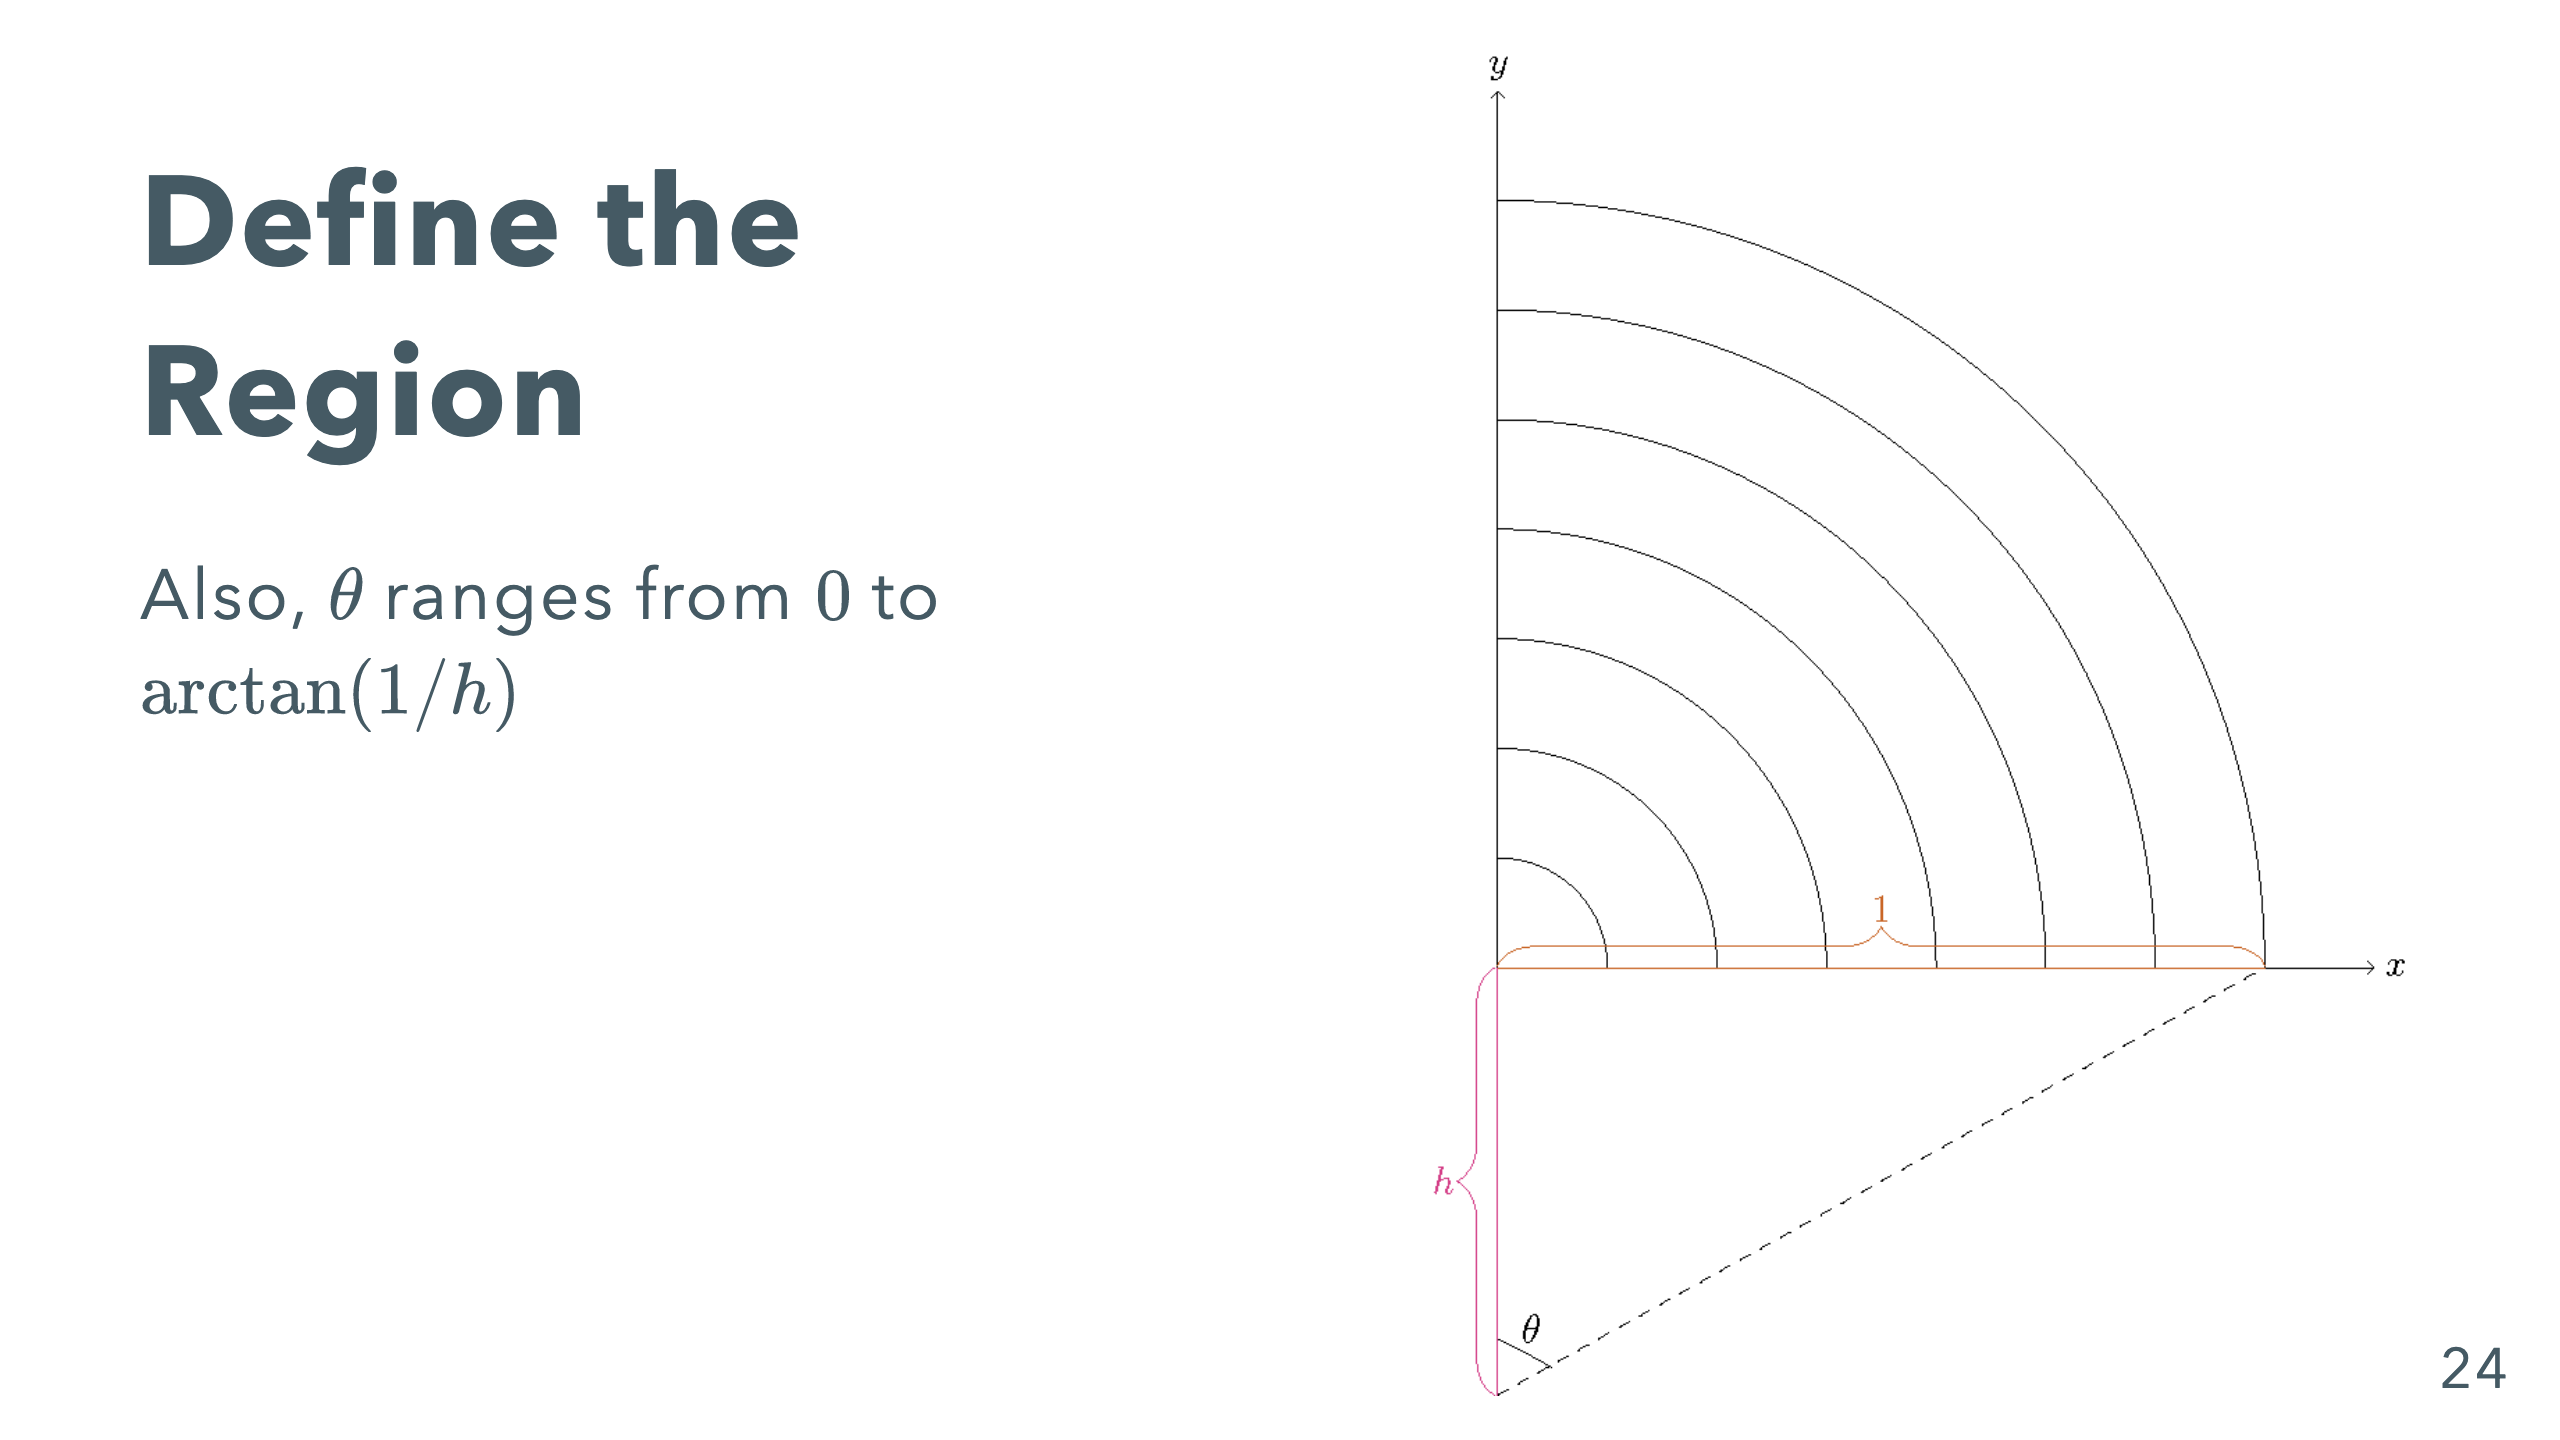 Define the
Region
Also, θ ranges from 0 to
arctan(1/h)
y
1
x
h
θ
24